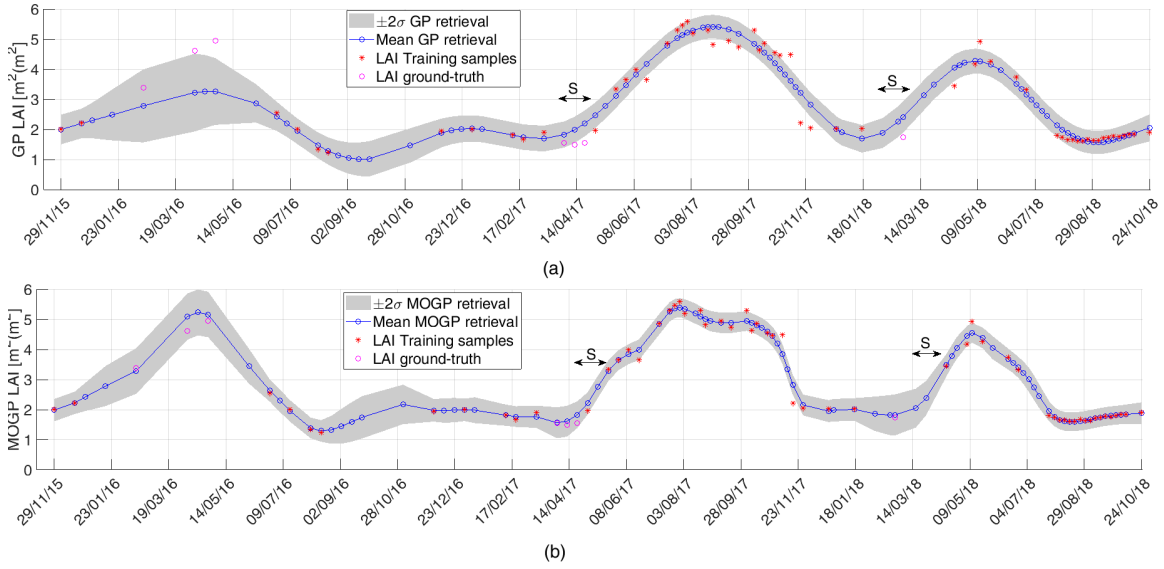 ±2σ GP retrieval
Mean GP retrieval
LAI Training samples
LAI ground-truth
GP LAI [m²(m²]
6
5
4
3
2
1
0
S
S
29/11/15 23/01/16 19/03/16 14/05/16 09/07/16 02/09/16 28/10/16 23/12/16 17/02/17 14/04/17 08/06/17 03/08/17 28/09/17 23/11/17 18/01/18 14/03/18 09/05/18 04/07/18 29/08/18 24/10/18
(a)
±2σ MOGP retrieval
Mean MOGP retrieval
LAI Training samples
LAI ground-truth
MOGP LAI
6
5
4
3
2
1
0
S
S
29/11/15 23/01/16 19/03/16 14/05/16 09/07/16 02/09/16 28/10/16 23/12/16 17/02/17 14/04/17 08/06/17 03/08/17 28/09/17 23/11/17 18/01/18 14/03/18 09/05/18 04/07/18 29/08/18 24/10/18
(b)